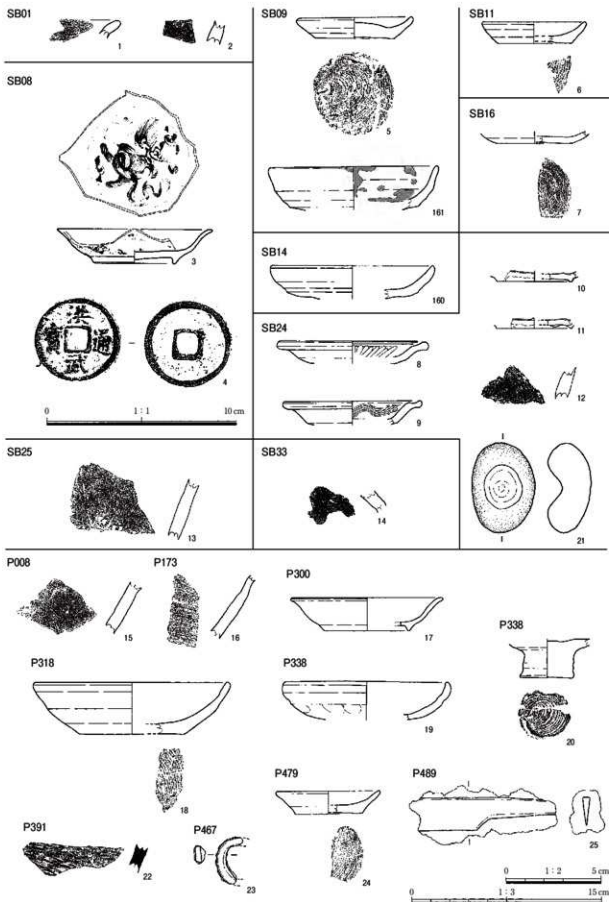 SB01
1
2
SB08
3
洪武通寳
4
0 1:1 10 cm
SB09
5
161
SB11
6
SB16
7
SB14
160
SB24
8
9
10
11
12
SB25
13
SB33
14
21
P008
15
P173
16
P300
17
P318
18
P338
19
P338
20
P391
22
P467
23
P479
24
P489
25
0 1:2 5 cm
0 1:3 15 cm